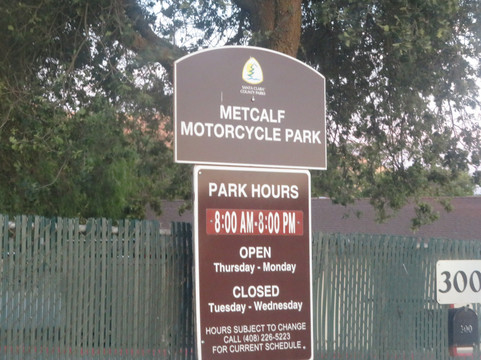 SANTA CLARA
COUNTY PARKS
METCALF
MOTORCYCLE PARK
PARK HOURS
8:00 AM-8:00 PM
OPEN
Thursday - Monday
CLOSED
Tuesday - Wednesday
HOURS SUBJECT TO CHANGE
CALL (408) 226-5223
FOR CURRENT SCHEDULE.
300
300